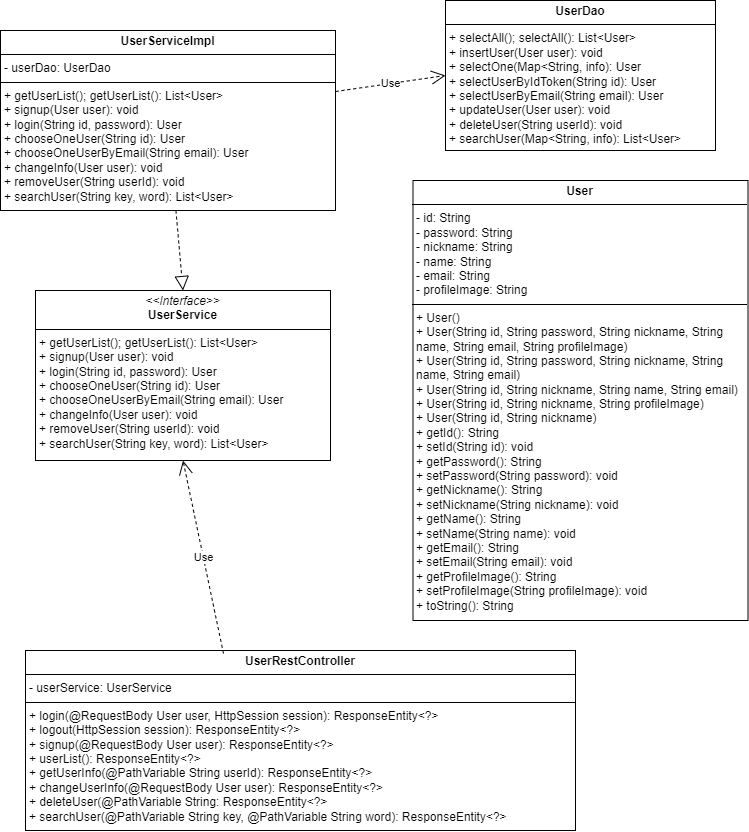 UserServiceImpl
- userDao: UserDao
+ getUserList(); getUserList(): List<User>
+ signup(User user): void
+ login(String id, password): User
+ chooseOneUser(String id): User
+ chooseOneUserByEmail(String email): User
+ changeInfo(User user): void
+ removeUser(String userId): void
+ searchUser(String key, word): List<User>
Use
UserDao
+ selectAll(); selectAll(): List<User>
+ insertUser(User user): void
+ selectOne(Map<String, info): User
+ selectUserByIdToken(String id): User
+ selectUserByEmail(String email): User
+ updateUser(User user): void
+ deleteUser(String userId): void
+ searchUser(Map<String, info): List<User>
<<Interface>>
UserService
+ getUserList(); getUserList(): List<User>
+ signup(User user): void
+ login(String id, password): User
+ chooseOneUser(String id): User
+ chooseOneUserByEmail(String email): User
+ changeInfo(User user): void
+ removeUser(String userId): void
+ searchUser(String key, word): List<User>
User
- id: String
- password: String
- nickname: String
- name: String
- email: String
- profileImage: String
+ User()
+ User(String id, String password, String nickname, String
name, String email, String profileImage)
+ User(String id, String password, String nickname, String
name, String email)
+ User(String id, String nickname, String name, String email)
+ User(String id, String nickname, String profileImage)
+ User(String id, String nickname)
+ getId(): String
+ setId(String id): void
+ getPassword(): String
+ setPassword(String password): void
+ getNickname(): String
+ setNickname(String nickname): void
+ getName(): String
+ setName(String name): void
+ getEmail(): String
+ setEmail(String email): void
+ getProfileImage(): String
+ setProfileImage(String profileImage): void
+ toString(): String
Use
UserRestController
- userService: UserService
+ login(@RequestBody User user, HttpSession session): ResponseEntity<?>
+ logout(HttpSession session): ResponseEntity<?>
+ signup(@RequestBody User user): ResponseEntity<?>
+ userList(): ResponseEntity<?>
+ getUserInfo(@PathVariable String userId): ResponseEntity<?>
+ changeUserInfo(@RequestBody User user): ResponseEntity<?>
+ deleteUser(@PathVariable String: ResponseEntity<?>
+ searchUser(@PathVariable String key, @PathVariable String word): ResponseEntity<?>